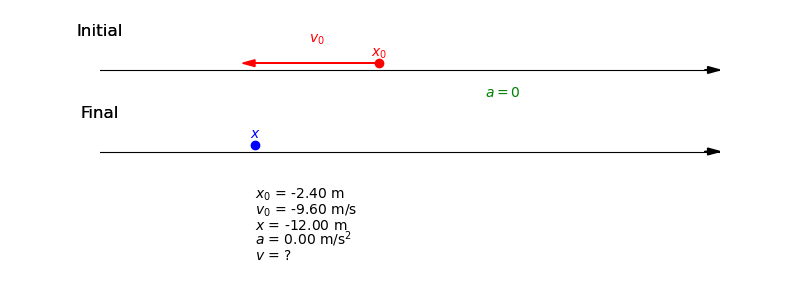 Initial
v₀
x₀
a = 0
Final
x
x₀ = -2.40 m
v₀ = -9.60 m/s
x = -12.00 m
a = 0.00 m/s²
v = ?